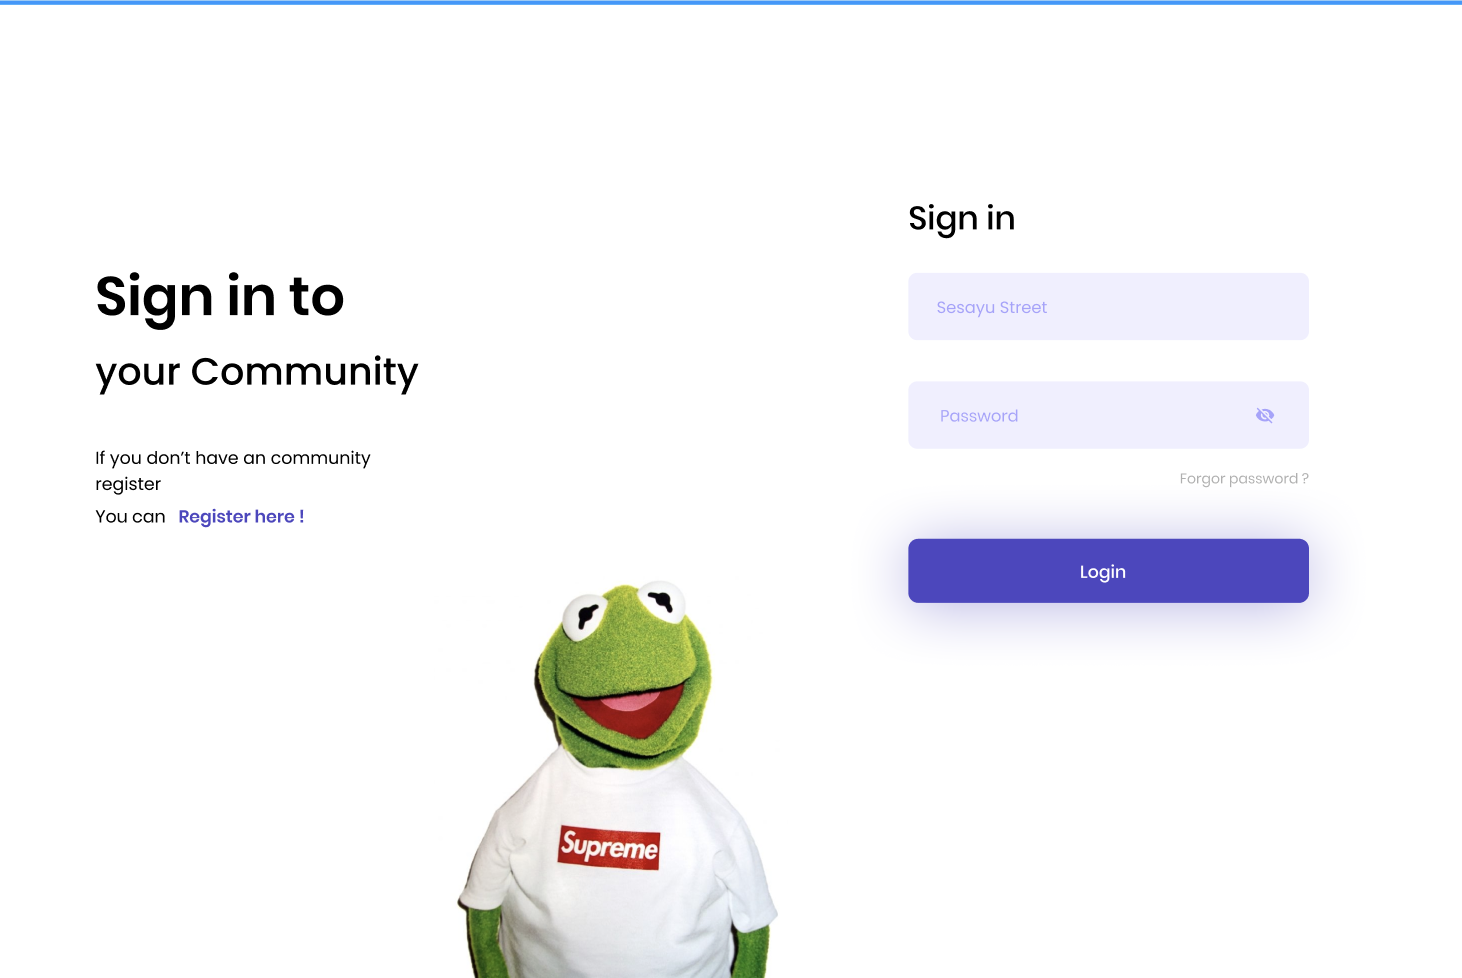 Sign in to
your Community
If you don’t have an community
register
You can Register here !
Supreme
Sign in
Sesayu Street
Password
Forgor password ?
Login